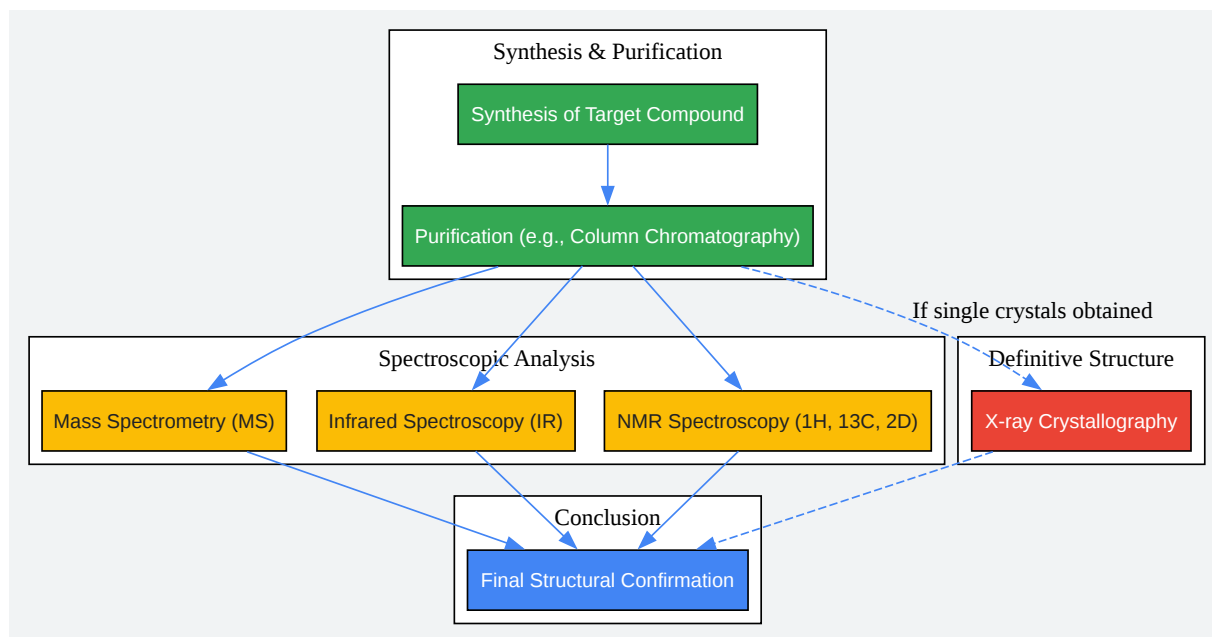 Synthesis & Purification
Synthesis of Target Compound
Purification (e.g., Column Chromatography)
If single crystals obtained
Spectroscopic Analysis
Definitive Structure
Mass Spectrometry (MS)
Infrared Spectroscopy (IR)
NMR Spectroscopy (1H, 13C, 2D)
X-ray Crystallography
Conclusion
Final Structural Confirmation